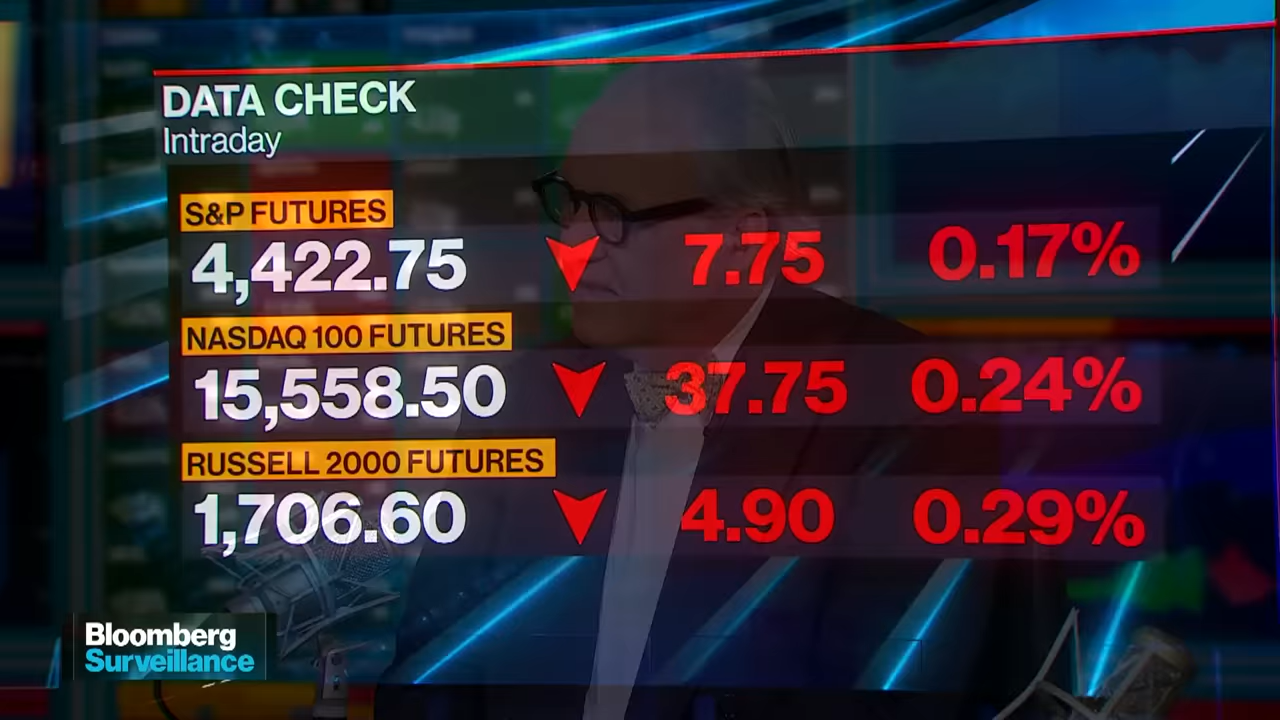 DATA CHECK
Intraday
S&P FUTURES
4,422.75 7.75 0.17%
NASDAQ 100 FUTURES
15,558.50 37.75 0.24%
RUSSELL 2000 FUTURES
1,706.60 4.90 0.29%
Bloomberg
Surveillance